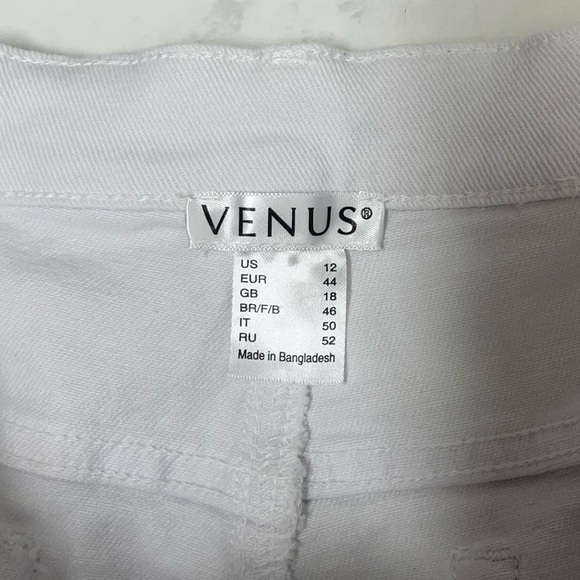 VENUS®
US 12
EUR 44
GB 18
BR/F/B 46
IT 50
RU 52
Made in Bangladesh